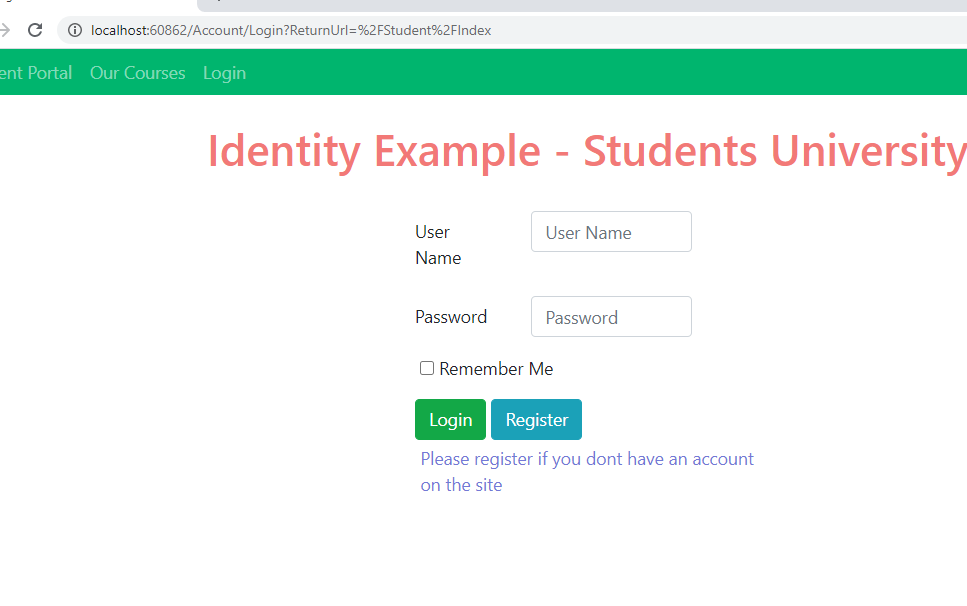 localhost:60862/Account/Login?ReturnUrl=%2FStudent%2FIndex
Portal Our Courses Login
Identity Example - Students University
User Name
User
Name
Password Password
Remember Me
Login Register
Please register if you dont have an account
on the site